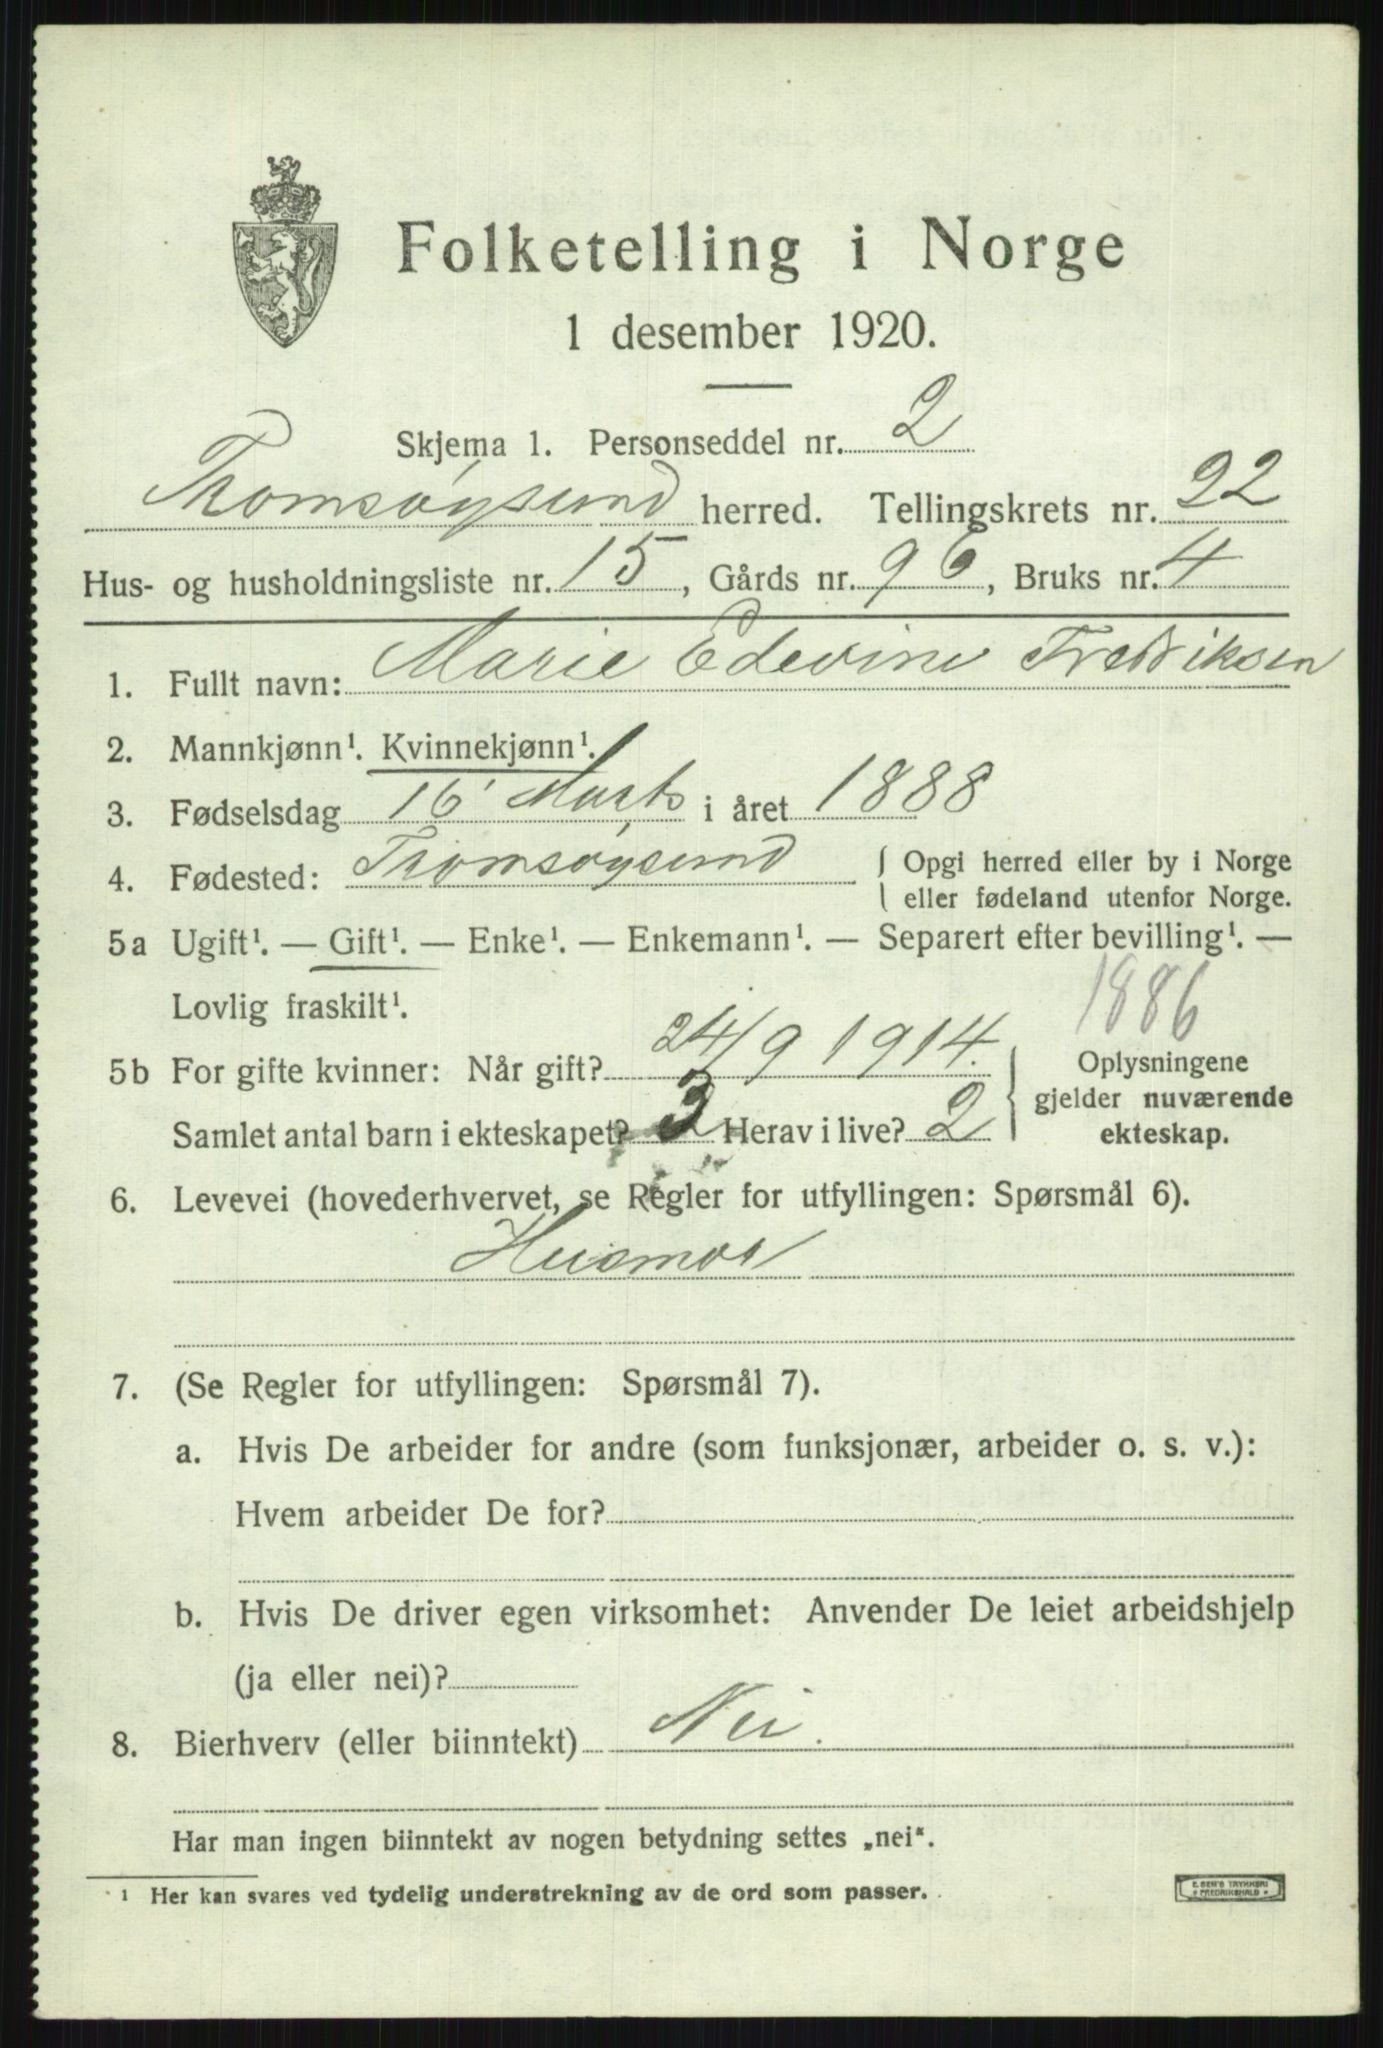 Folketelling i Norge
1 desember 1920.
Skjema 1. Personseddel nr. 2
Tromsøysund herred. Tellingskrets nr. 22
Hus- og husholdningsliste nr. 15, Gårds nr. 96, Bruks nr. 4
1. Fullt navn: Marie Edevine Fredriksen
2. Mannkjønn¹. Kvinnekjønn¹.
3. Fødselsdag 16 Marts i året 1888
4. Fødested: Tromsøysund { Opgi herred eller by i Norge
eller fødeland utenfor Norge.
5a Ugift¹. — Gift¹. — Enke¹. — Enkemann¹. — Separert efter bevilling¹. —
Lovlig fraskilt¹. 1886
5b For gifte kvinner: Når gift? 24/9 1914. Oplysningene
gjelder nuværende
Samlet antal barn i ekteskapet? 3 Herav i live? 2 ekteskap.
6. Levevei (hovederhvervet, se Regler for utfyllingen: Spørsmål 6).
Husmor
7. (Se Regler for utfyllingen: Spørsmål 7).
a. Hvis De arbeider for andre (som funksjonær, arbeider o. s. v.):
Hvem arbeider De for?
b. Hvis De driver egen virksomhet: Anvender De leiet arbeidshjelp
(ja eller nei)?
8. Bierhverv (eller biinntekt) Nei.
Har man ingen biinntekt av nogen betydning settes „nei“.
¹ Her kan svares ved tydelig understrekning av de ord som passer.
E. SEM'S TRYKKERI
* FREDRIKSHALD *